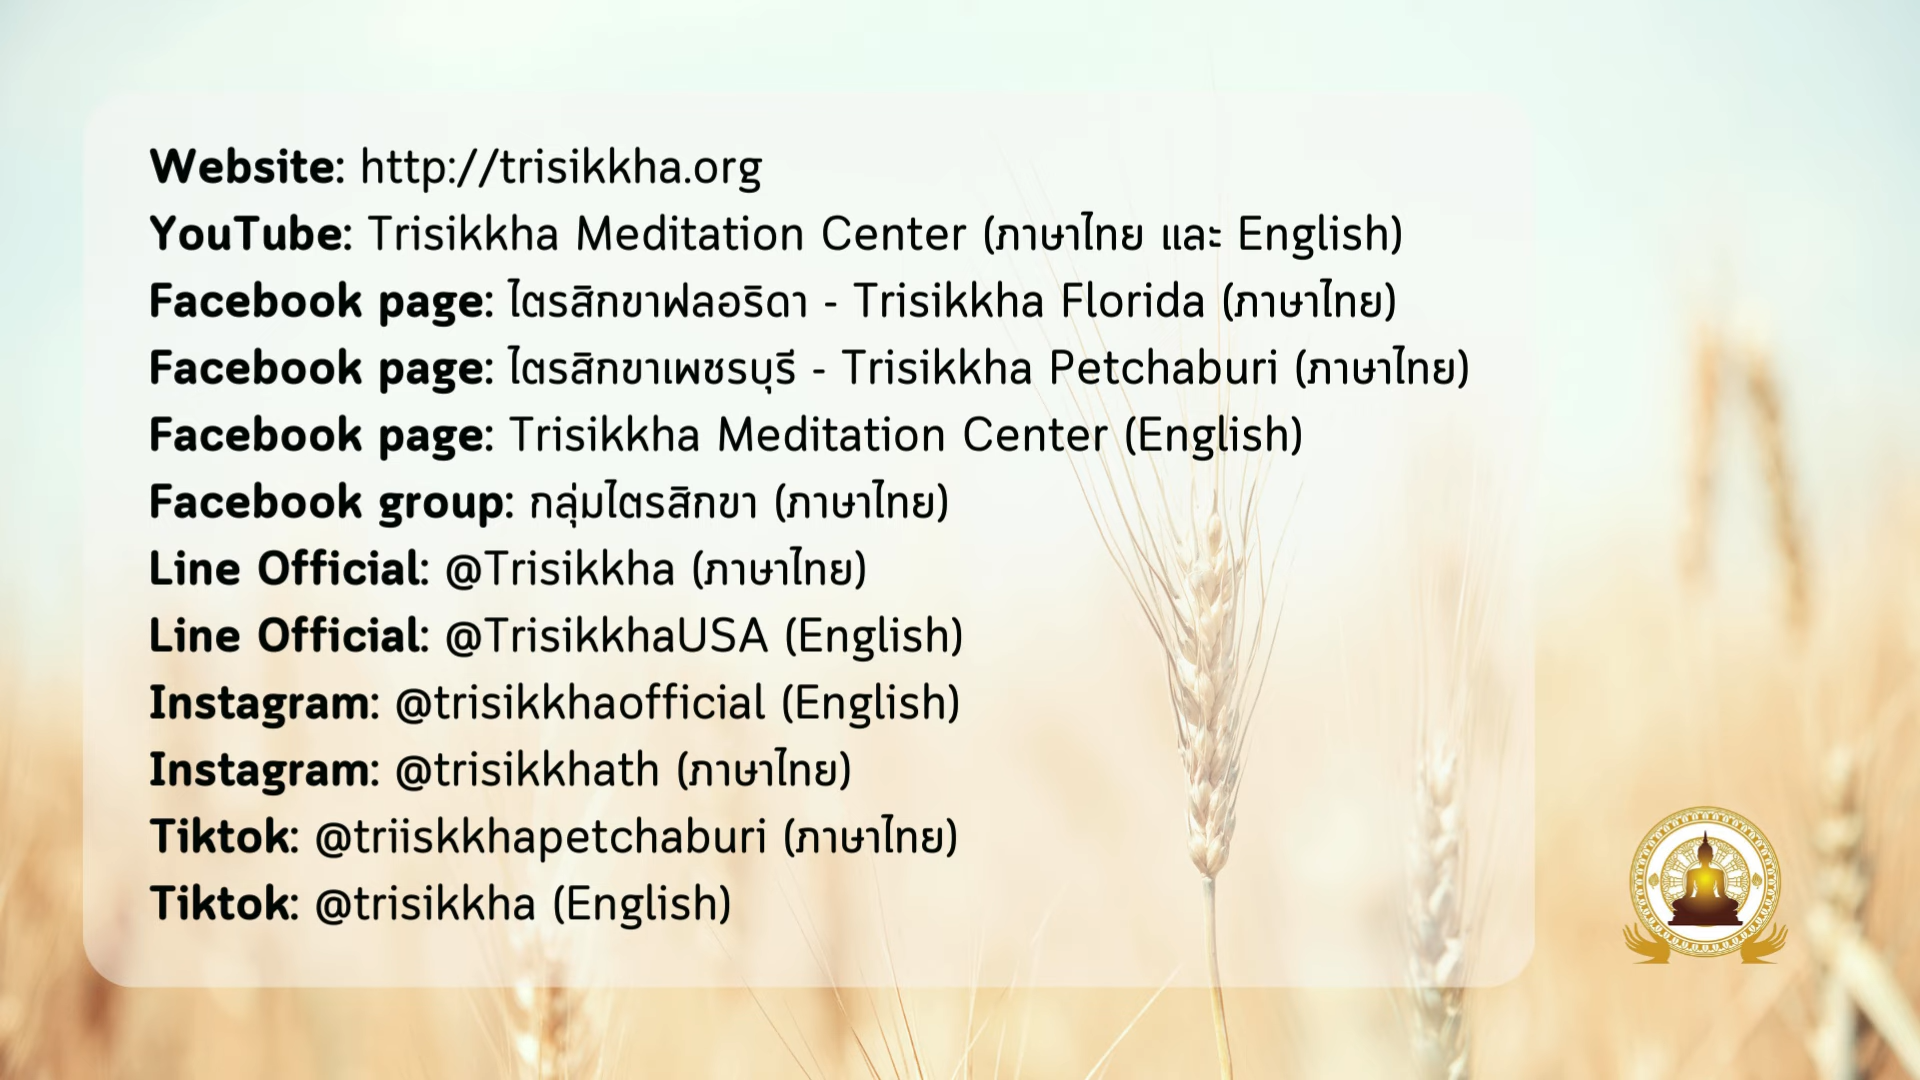 Website: http://trisikkha.org
YouTube: Trisikkha Meditation Center (ภาษาไทย และ English)
Facebook page: ไตรสิกขาฟลอริดา - Trisikkha Florida (ภาษาไทย)
Facebook page: ไตรสิกขาเพชรบุรี - Trisikkha Petchaburi (ภาษาไทย)
Facebook page: Trisikkha Meditation Center (English)
Facebook group: กลุ่มไตรสิกขา (ภาษาไทย)
Line Official: @Trisikkha (ภาษาไทย)
Line Official: @TrisikkhaUSA (English)
Instagram: @trisikkhaofficial (English)
Instagram: @trisikkhath (ภาษาไทย)
Tiktok: @triiskkhapetchaburi (ภาษาไทย)
Tiktok: @trisikkha (English)